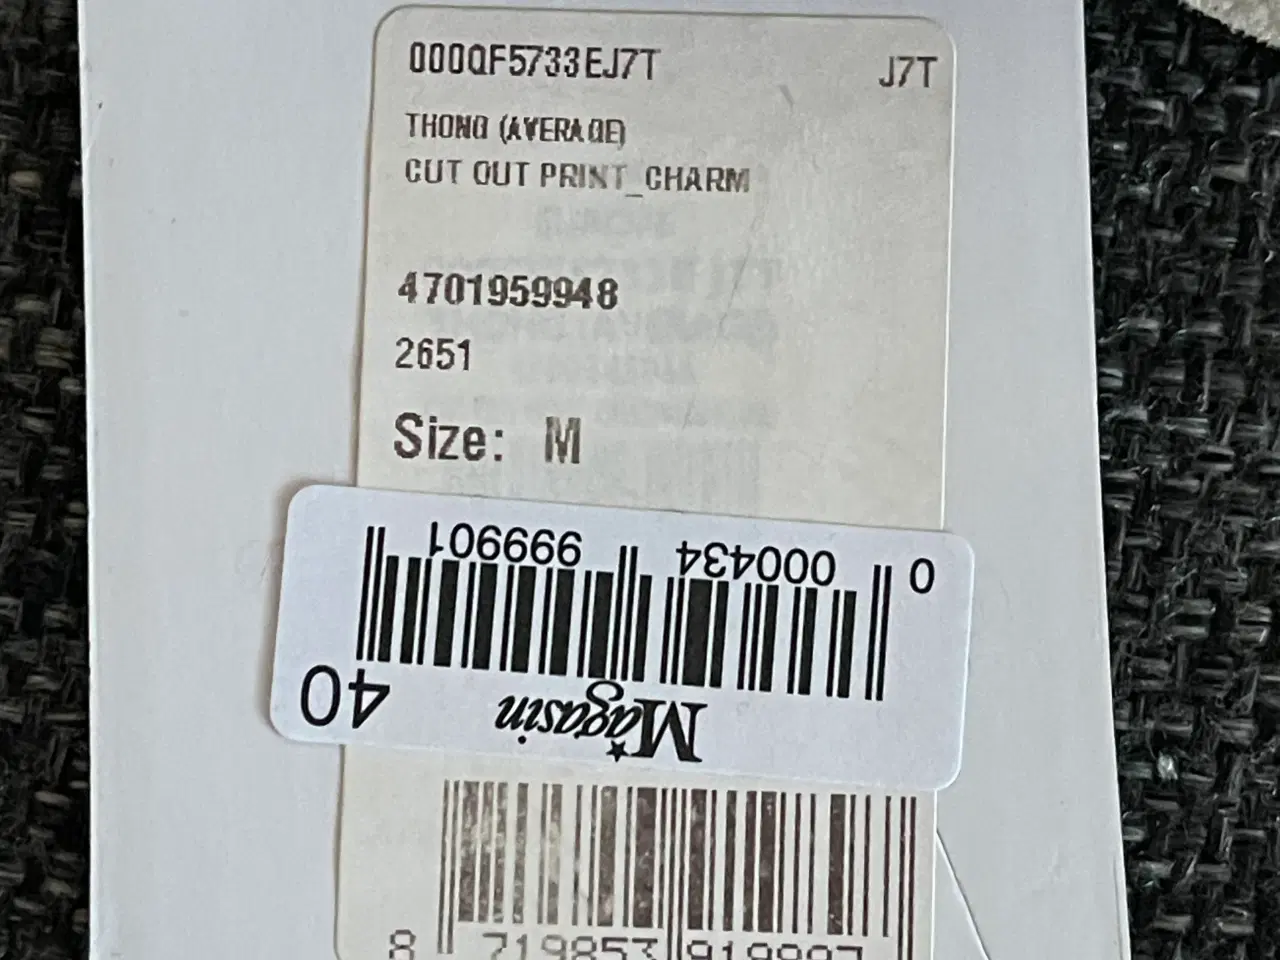 000QF5733EJ7T
J7T
THONG (AVERAGE)
CUT OUT PRINT_CHARM
4701959948
2651
Size: M
0 000434 999901
Magasin
40
8 719853 919997